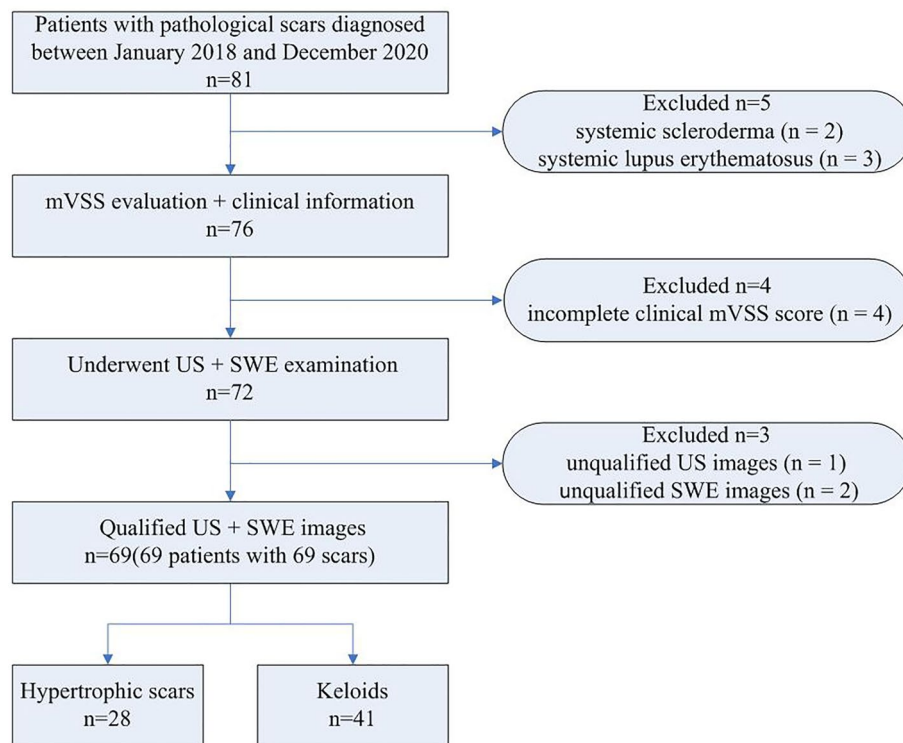 Patients with pathological scars diagnosed
between January 2018 and December 2020
n=81
Excluded n=5
systemic scleroderma (n = 2)
systemic lupus erythematosus (n = 3)
mVSS evaluation + clinical information
n=76
Excluded n=4
incomplete clinical mVSS score (n = 4)
Underwent US + SWE examination
n=72
Excluded n=3
unqualified US images (n = 1)
unqualified SWE images (n = 2)
Qualified US + SWE images
n=69(69 patients with 69 scars)
Hypertrophic scars
n=28
Keloids
n=41